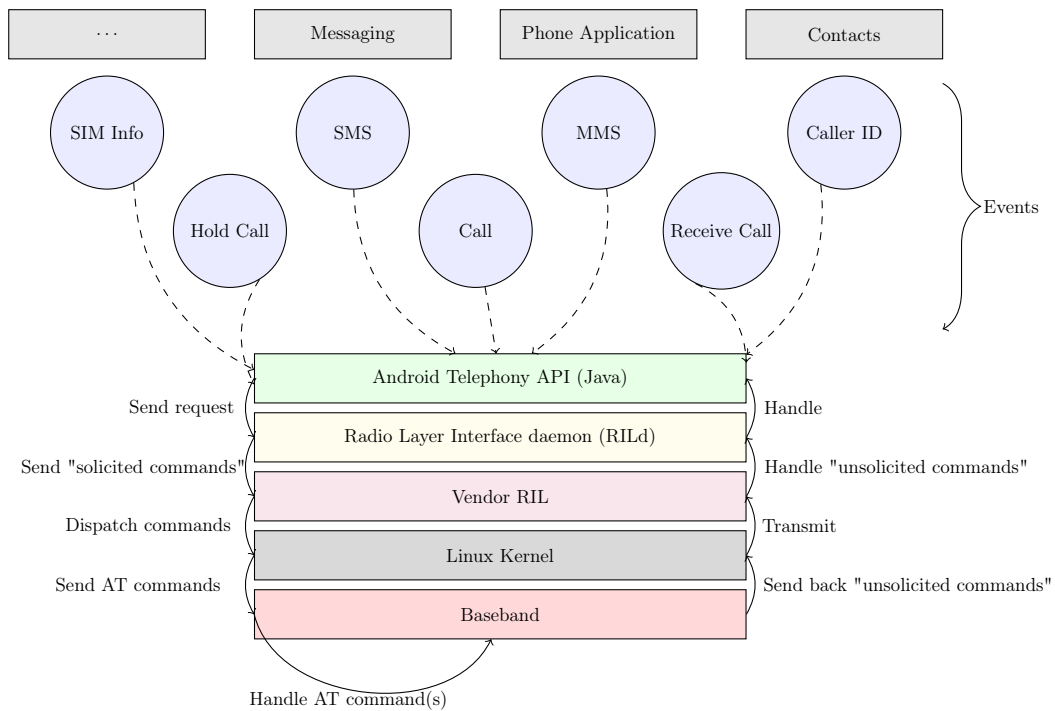 · · ·
Messaging
Phone Application
Contacts
SIM Info
SMS
MMS
Caller ID
Hold Call
Call
Receive Call
Events
Android Telephony API (Java)
Send request
Handle
Radio Layer Interface daemon (RILd)
Send "solicited commands"
Handle "unsolicited commands"
Vendor RIL
Dispatch commands
Transmit
Linux Kernel
Send AT commands
Send back "unsolicited commands"
Baseband
Handle AT command(s)